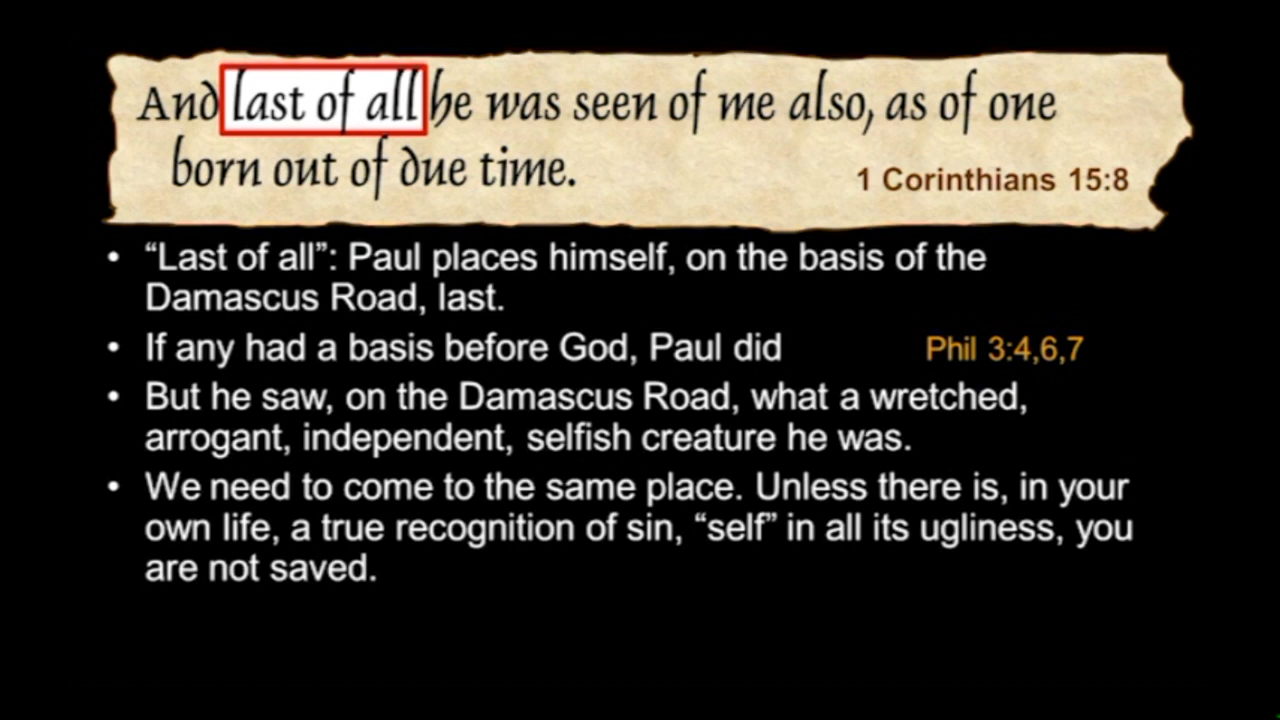 And last of all he was seen of me also, as of one
born out of due time.
1 Corinthians 15:8
• “Last of all”: Paul places himself, on the basis of the
Damascus Road, last.
• If any had a basis before God, Paul did Phil 3:4,6,7
• But he saw, on the Damascus Road, what a wretched,
arrogant, independent, selfish creature he was.
• We need to come to the same place. Unless there is, in your
own life, a true recognition of sin, “self” in all its ugliness, you
are not saved.